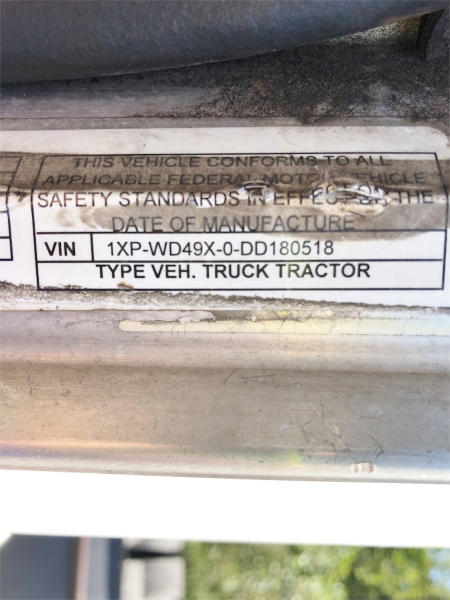 THIS VEHICLE CONFORMS TO ALL
APPLICABLE FEDERAL MOTOR VEHICLE
SAFETY STANDARDS IN EFFECT ON THE
DATE OF MANUFACTURE
VIN 1XP-WD49X-0-DD180518
TYPE VEH. TRUCK TRACTOR